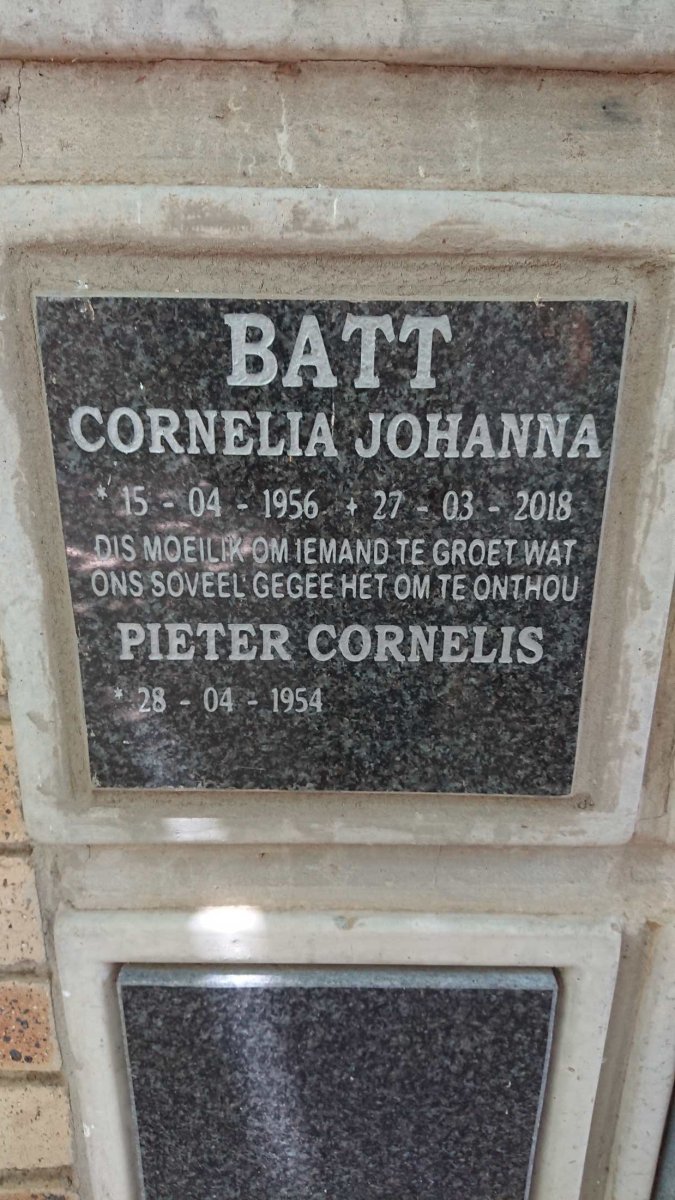 BATT
CORNELIA JOHANNA
* 15 - 04 - 1956 + 27 - 03 - 2018
DIS MOEILIK OM IEMAND TE GROET WAT
ONS SOVEEL GEGEE HET OM TE ONTHOU
PIETER CORNELIS
* 28 - 04 - 1954